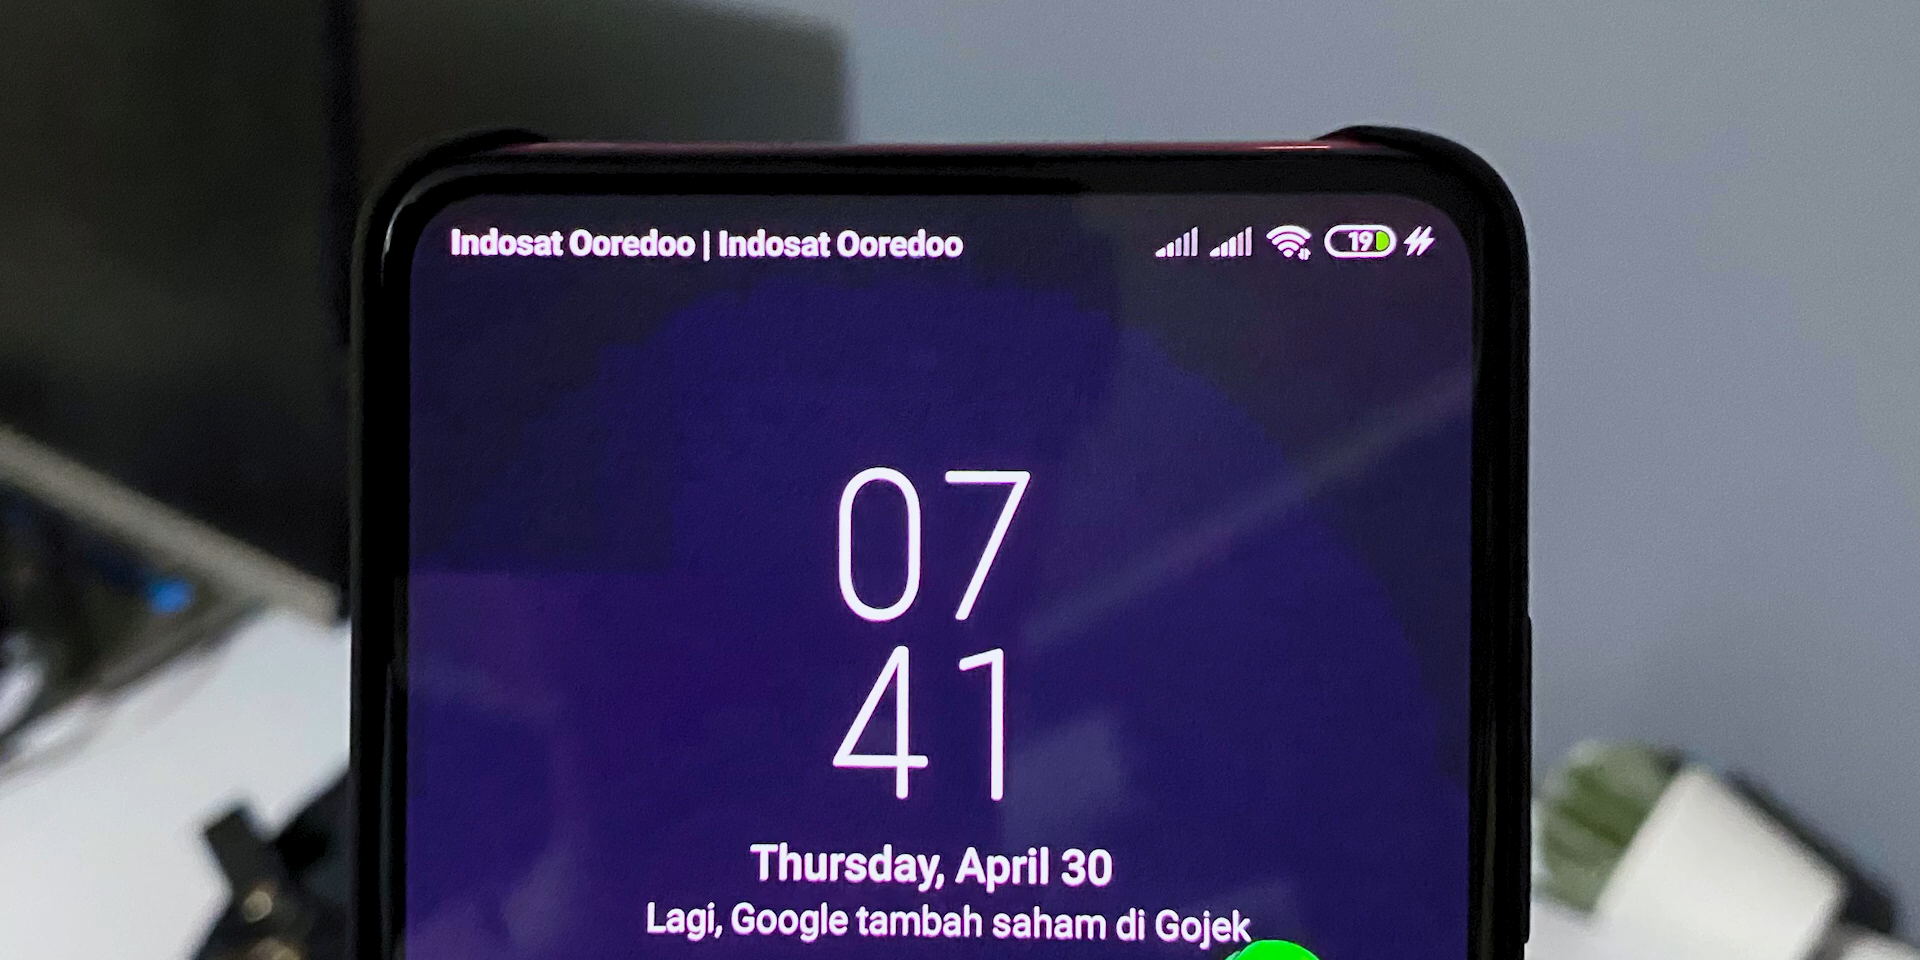 Indosat Ooredoo | Indosat Ooredoo 19
07
41
Thursday, April 30
Lagi, Google tambah saham di Gojek